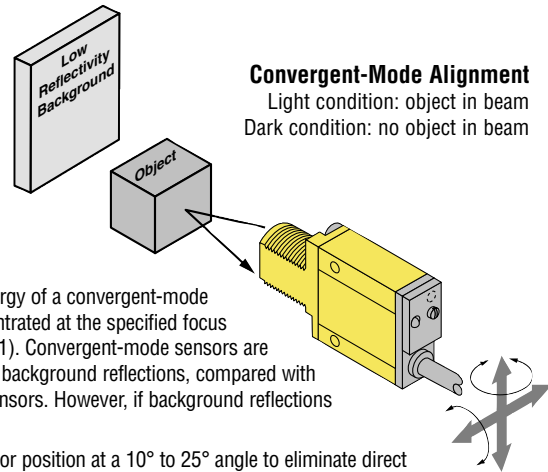 Low
Reflectivity
Background
Convergent-Mode Alignment
Light condition: object in beam
Dark condition: no object in beam
Object
rgy of a convergent-mode
ntrated at the specified focus
1). Convergent-mode sensors are
background reflections, compared with
nsors. However, if background reflections
or position at a 10° to 25° angle to eliminate direct